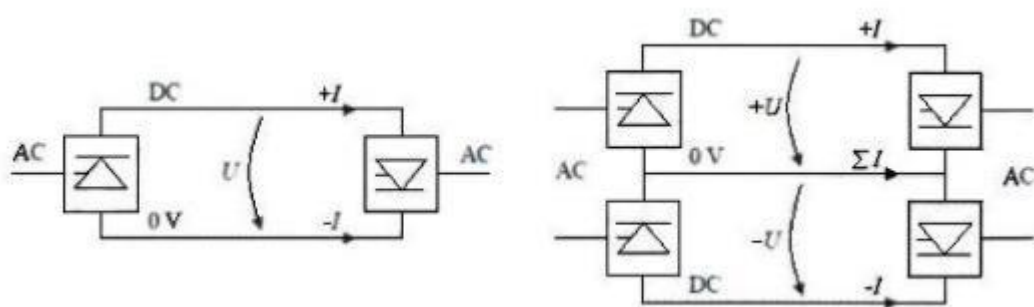 DC +I
AC U AC
0 V -I
DC +I
+U
AC 0 V ΣI AC
-U
DC -I